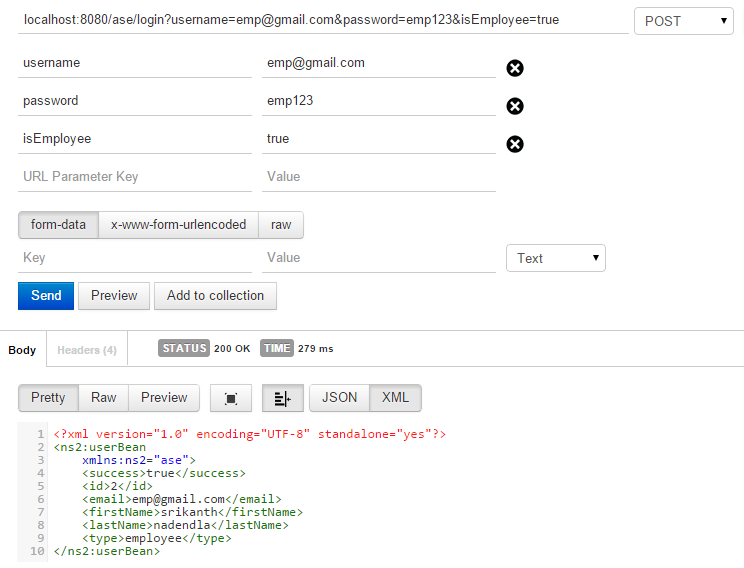 localhost:8080/ase/login?username=emp@gmail.com&password=emp123&isEmployee=true POST
username emp@gmail.com
password emp123
isEmployee true
URL Parameter Key Value
form-data x-www-form-urlencoded raw
Key Value Text
Send Preview Add to collection
Body Headers (4) STATUS 200 OK TIME 279 ms
Pretty Raw Preview JSON XML
1 <?xml version="1.0" encoding="UTF-8" standalone="yes"?>
2 <ns2:userBean
3 xmlns:ns2="ase">
4 <success>true</success>
5 <id>2</id>
6 <email>emp@gmail.com</email>
7 <firstName>srikanth</firstName>
8 <lastName>nadendla</lastName>
9 <type>employee</type>
10 </ns2:userBean>